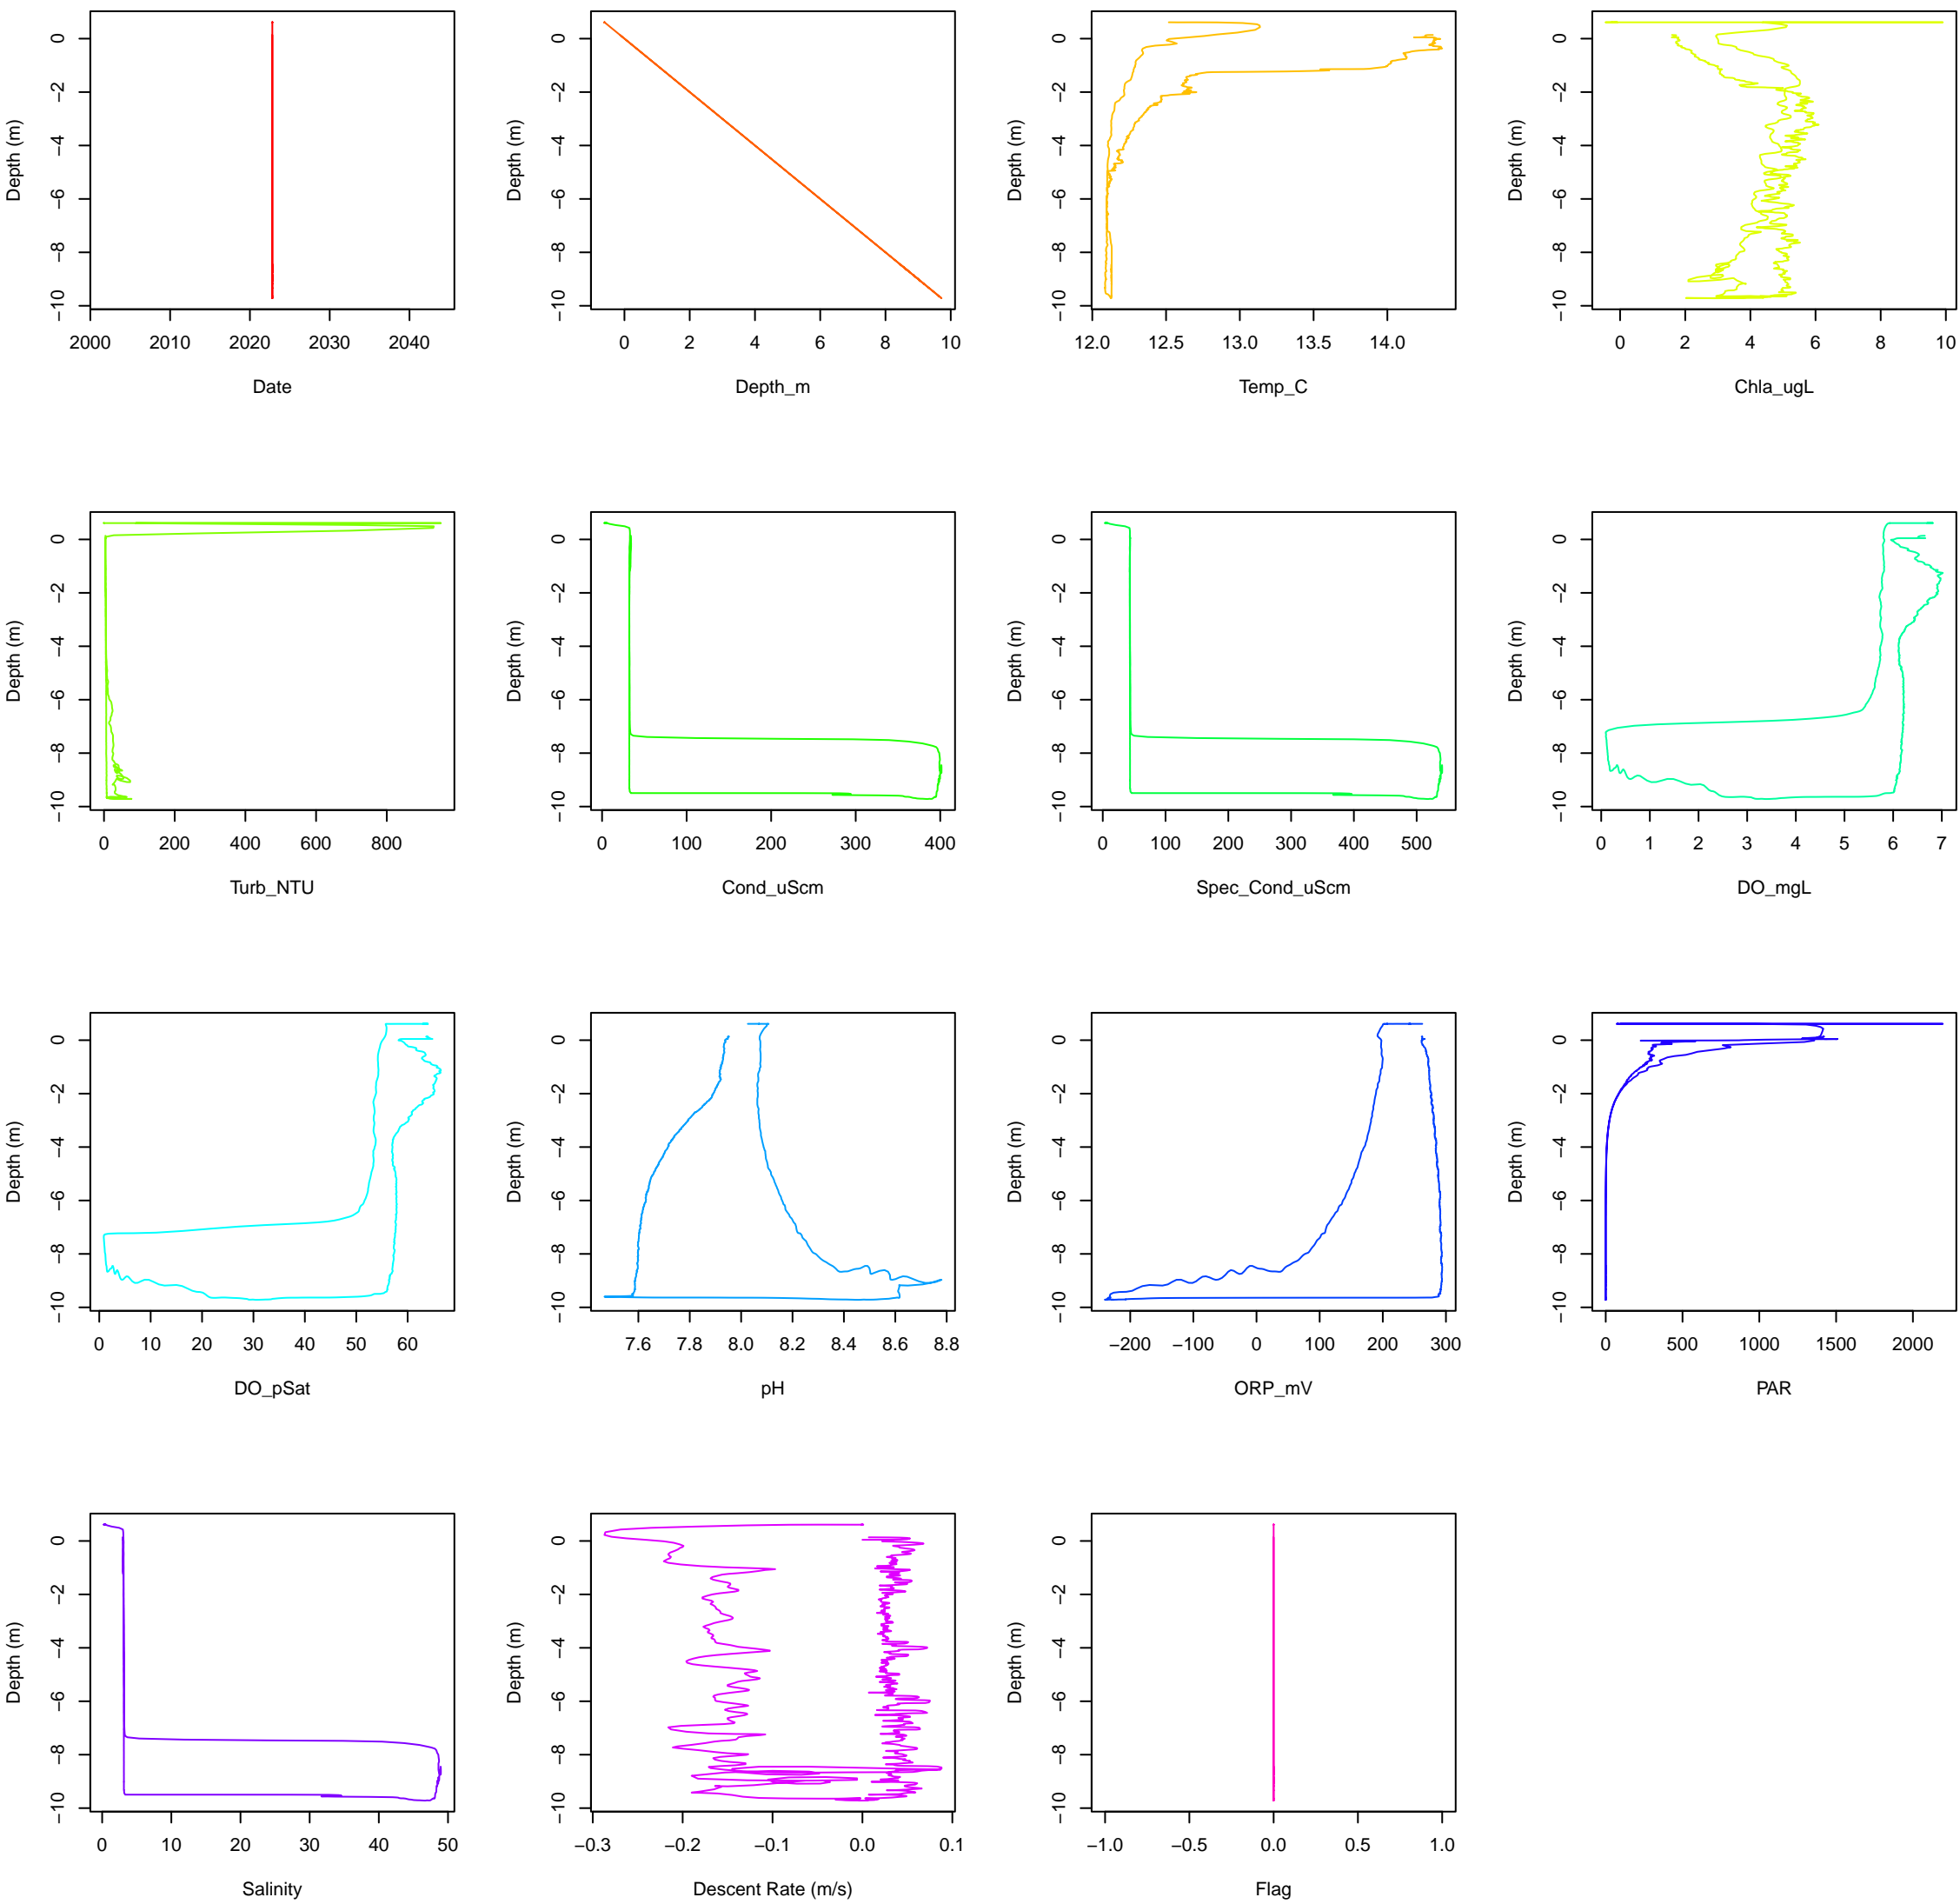 Depth (m)
0
−2
−4
−6
−8
−10
2000 2010 2020 2030 2040
Date
Depth (m)
0
−2
−4
−6
−8
−10
0 2 4 6 8 10
Depth_m
Depth (m)
0
−2
−4
−6
−8
−10
12.0 12.5 13.0 13.5 14.0
Temp_C
Depth (m)
0
−2
−4
−6
−8
−10
0 2 4 6 8 10
Chla_ugL
Depth (m)
0
−2
−4
−6
−8
−10
0 200 400 600 800
Turb_NTU
Depth (m)
0
−2
−4
−6
−8
−10
0 100 200 300 400
Cond_uScm
Depth (m)
0
−2
−4
−6
−8
−10
0 100 200 300 400 500
Spec_Cond_uScm
Depth (m)
0
−2
−4
−6
−8
−10
0 1 2 3 4 5 6 7
DO_mgL
Depth (m)
0
−2
−4
−6
−8
−10
0 10 20 30 40 50 60
DO_pSat
Depth (m)
0
−2
−4
−6
−8
−10
7.6 7.8 8.0 8.2 8.4 8.6 8.8
pH
Depth (m)
0
−2
−4
−6
−8
−10
−200 −100 0 100 200 300
ORP_mV
Depth (m)
0
−2
−4
−6
−8
−10
0 500 1000 1500 2000
PAR
Depth (m)
0
−2
−4
−6
−8
−10
0 10 20 30 40 50
Salinity
Depth (m)
0
−2
−4
−6
−8
−10
−0.3 −0.2 −0.1 0.0 0.1
Descent Rate (m/s)
Depth (m)
0
−2
−4
−6
−8
−10
−1.0 −0.5 0.0 0.5 1.0
Flag